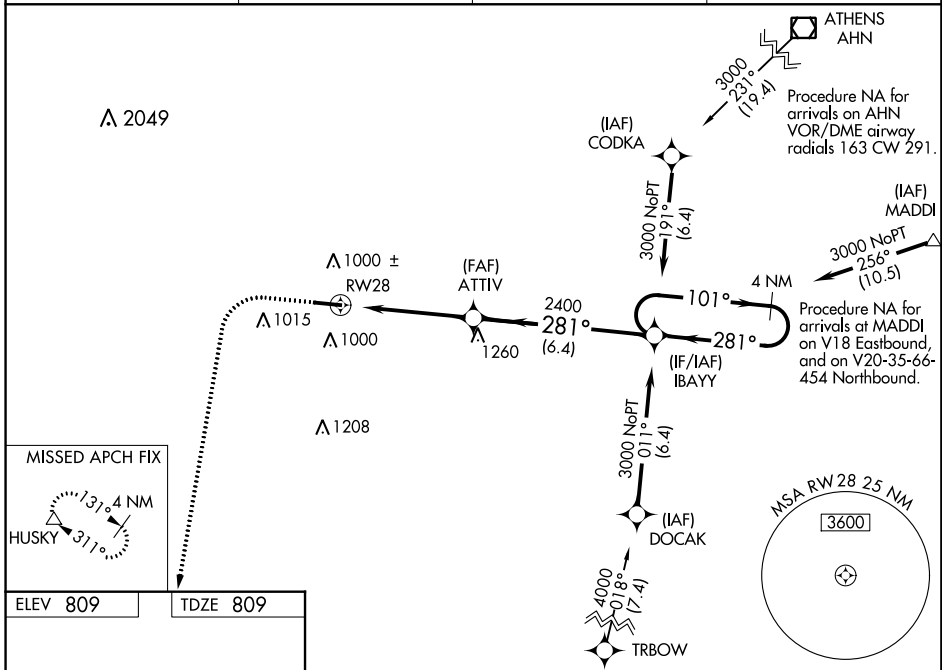 ATHENS
AHN
3000
231°
(19.4)
Procedure NA for
arrivals on AHN
VOR/DME airway
radials 163 CW 291.
2049
(IAF)
CODKA
3000 NoPT
191°
(6.4)
(IAF)
MADDI
3000 NoPT
256°
(10.5)
Procedure NA for
arrivals at MADDI
on V18 Eastbound,
and on V20-35-66-
454 Northbound.
1000 ±
RW28
1015
1000
(FAF)
ATTIV
2400
281°
(6.4)
1260
4 NM
101°
281°
(IF/IAF)
IBAYY
1208
3000 NoPT
011°
(6.4)
(IAF)
DOCAK
4000
018°
(7.4)
TRBOW
MISSED APCH FIX
131°
4 NM
HUSKY
311°
MSA RW 28 25 NM
3600
ELEV 809
TDZE 809